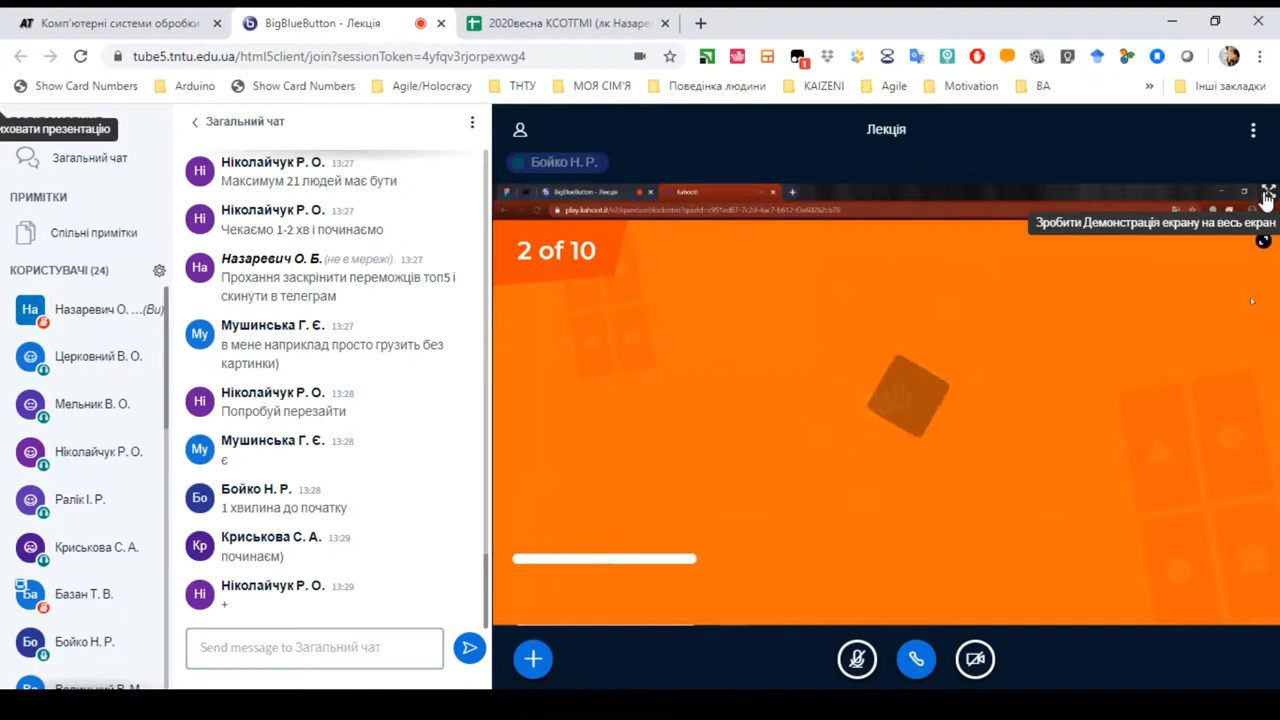 Комп'ютерні системи обробки
BigBlueButton - Лекція
2020весна КСОТГМІ (лк Назаре
tube5.tntu.edu.ua/html5client/join?sessionToken=4yfqv3rjorpexwg4
1
Show Card Numbers
Arduino
Show Card Numbers
Agile/Holocracy
ТНТУ
МОЯ СІМ'Я
Поведінка людини
KAIZENI
Agile
Motivation
BA
»
Інші закладки
иховати презентацію
Загальний чат
ПРИМІТКИ
Спільні примітки
КОРИСТУВАЧІ (24)
На Назаревич О. ...(Ви)
Церковний В. О.
Мельник В. О.
Ніколайчук Р. О.
Ралік І. Р.
Криськова С. А.
Ба Базан Т. В.
Бо Бойко Н. Р.
Загальний чат
Ні Ніколайчук Р. О. 13:27
Максимум 21 людей має бути
Ні Ніколайчук Р. О. 13:27
Чекаємо 1-2 хв і починаємо
На Назаревич О. Б. (не в мережі) 13:27
Прохання заскрінити переможців топ5 і
скинути в телеграм
Му Мушинська Г. Є. 13:27
в мене наприклад просто грузить без
картинки)
Ні Ніколайчук Р. О. 13:28
Попробуй перезайти
Му Мушинська Г. Є. 13:28
є
Бо Бойко Н. Р. 13:28
1 хвилина до початку
Кр Криськова С. А. 13:29
починаєм)
Ні Ніколайчук Р. О. 13:29
+
Send message to Загальний чат
Лекція
Бойко Н. Р.
BigBlueButton - Лекція
Kahoot!
Зробити Демонстрація екрану на весь екран
2 of 10